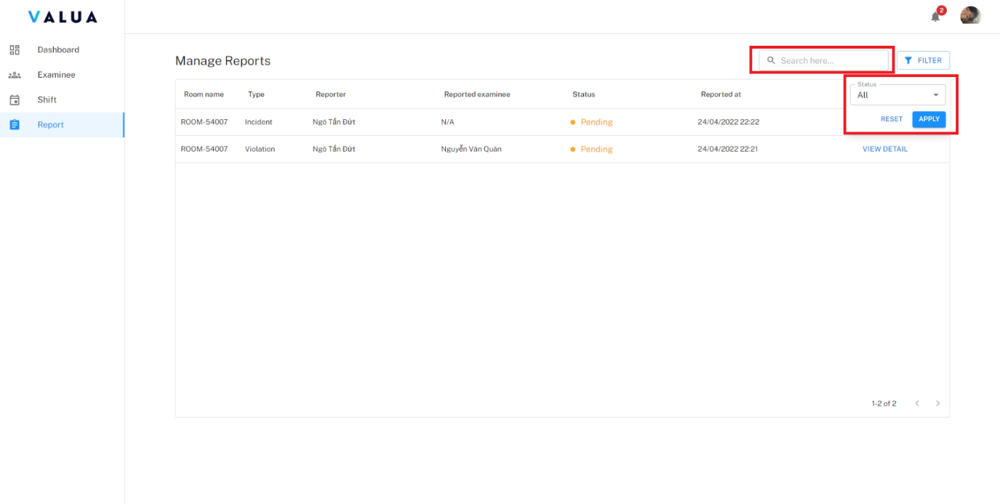 VALUA
2
Dashboard
Examinee
Shift
Report
Manage Reports
Search here...
FILTER
Room name Type Reporter Reported examinee Status Reported at
Status
All
RESET APPLY
ROOM-54007 Incident Ngô Tấn Đứt N/A Pending 24/04/2022 22:22
ROOM-54007 Violation Ngô Tấn Đứt Nguyễn Văn Quân Pending 24/04/2022 22:21 VIEW DETAIL
1-2 of 2